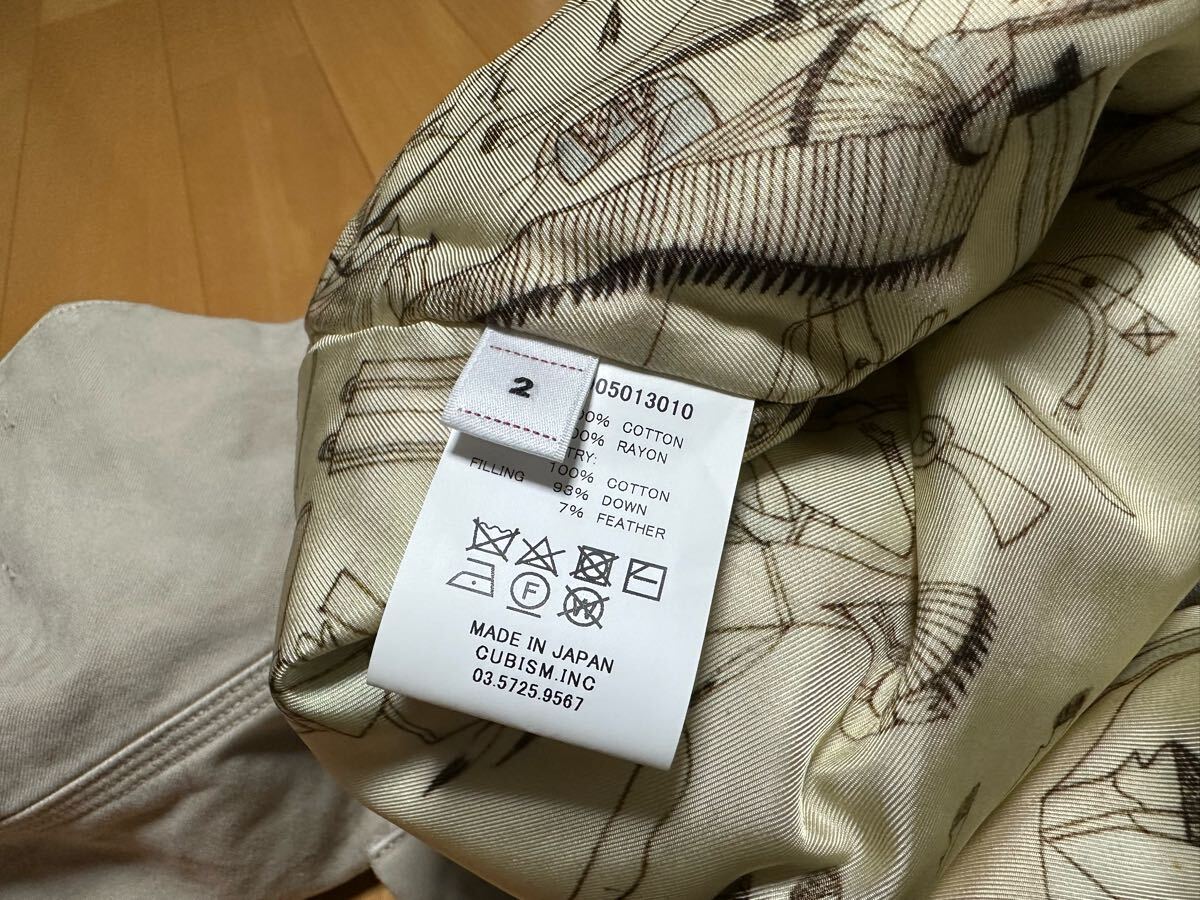 2
05013010
00% COTTON
00% RAYON
TRY:
100% COTTON
FILLING 93% DOWN
7% FEATHER
F
W
MADE IN JAPAN
CUBISM.INC
03.5725.9567